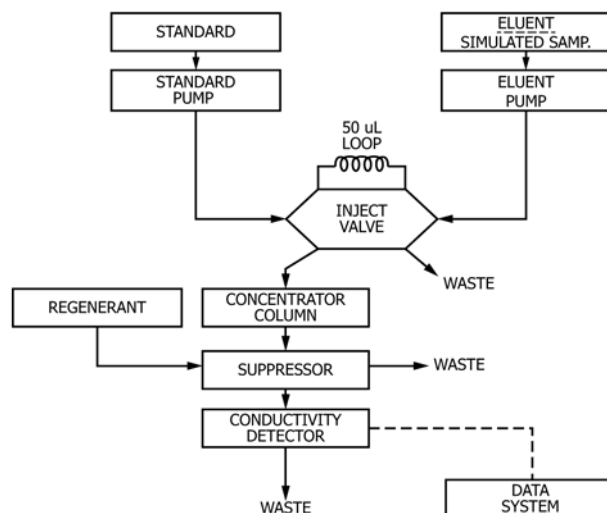 STANDARD
ELUENT
SIMULATED SAMP.
STANDARD
PUMP
ELUENT
PUMP
50 uL
LOOP
INJECT
VALVE
WASTE
REGENERANT
CONCENTRATOR
COLUMN
SUPPRESSOR
WASTE
CONDUCTIVITY
DETECTOR
WASTE
DATA
SYSTEM